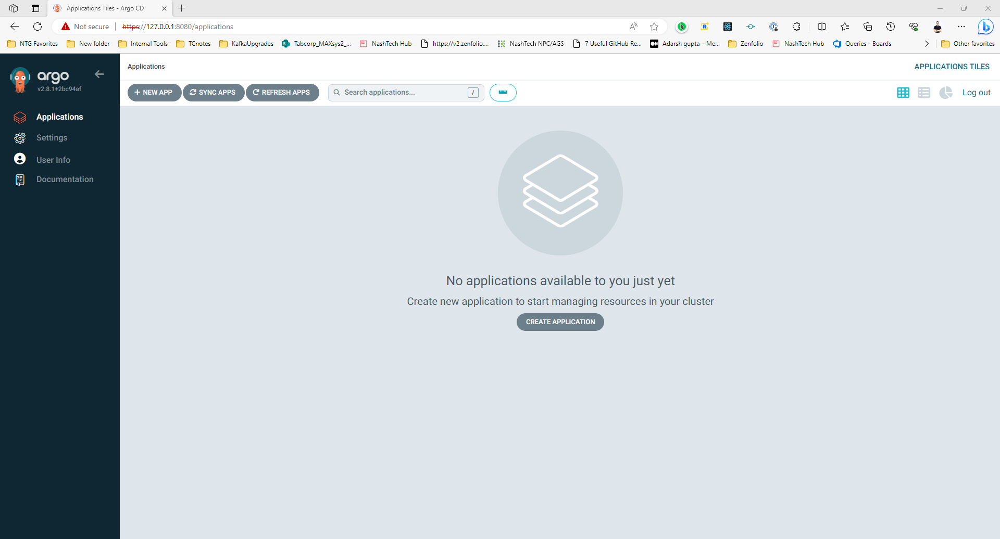 Applications Tiles - Argo CD
Not secure https://127.0.0.1:8080/applications
NTG Favorites New folder Internal Tools TCnotes KafkaUpgrades Tabcorp_MAXsys2_... NashTech Hub https://v2.zenfolio.... NashTech NPC/AGS 7 Useful GitHub Re... Adarsh gupta – Me... Zenfolio NashTech Hub Queries - Boards Other favorites
argo
v2.8.1+2bc94af
Applications
Settings
User Info
Documentation
Applications APPLICATIONS TILES
+ NEW APP SYNC APPS REFRESH APPS Search applications... / Log out
No applications available to you just yet
Create new application to start managing resources in your cluster
CREATE APPLICATION